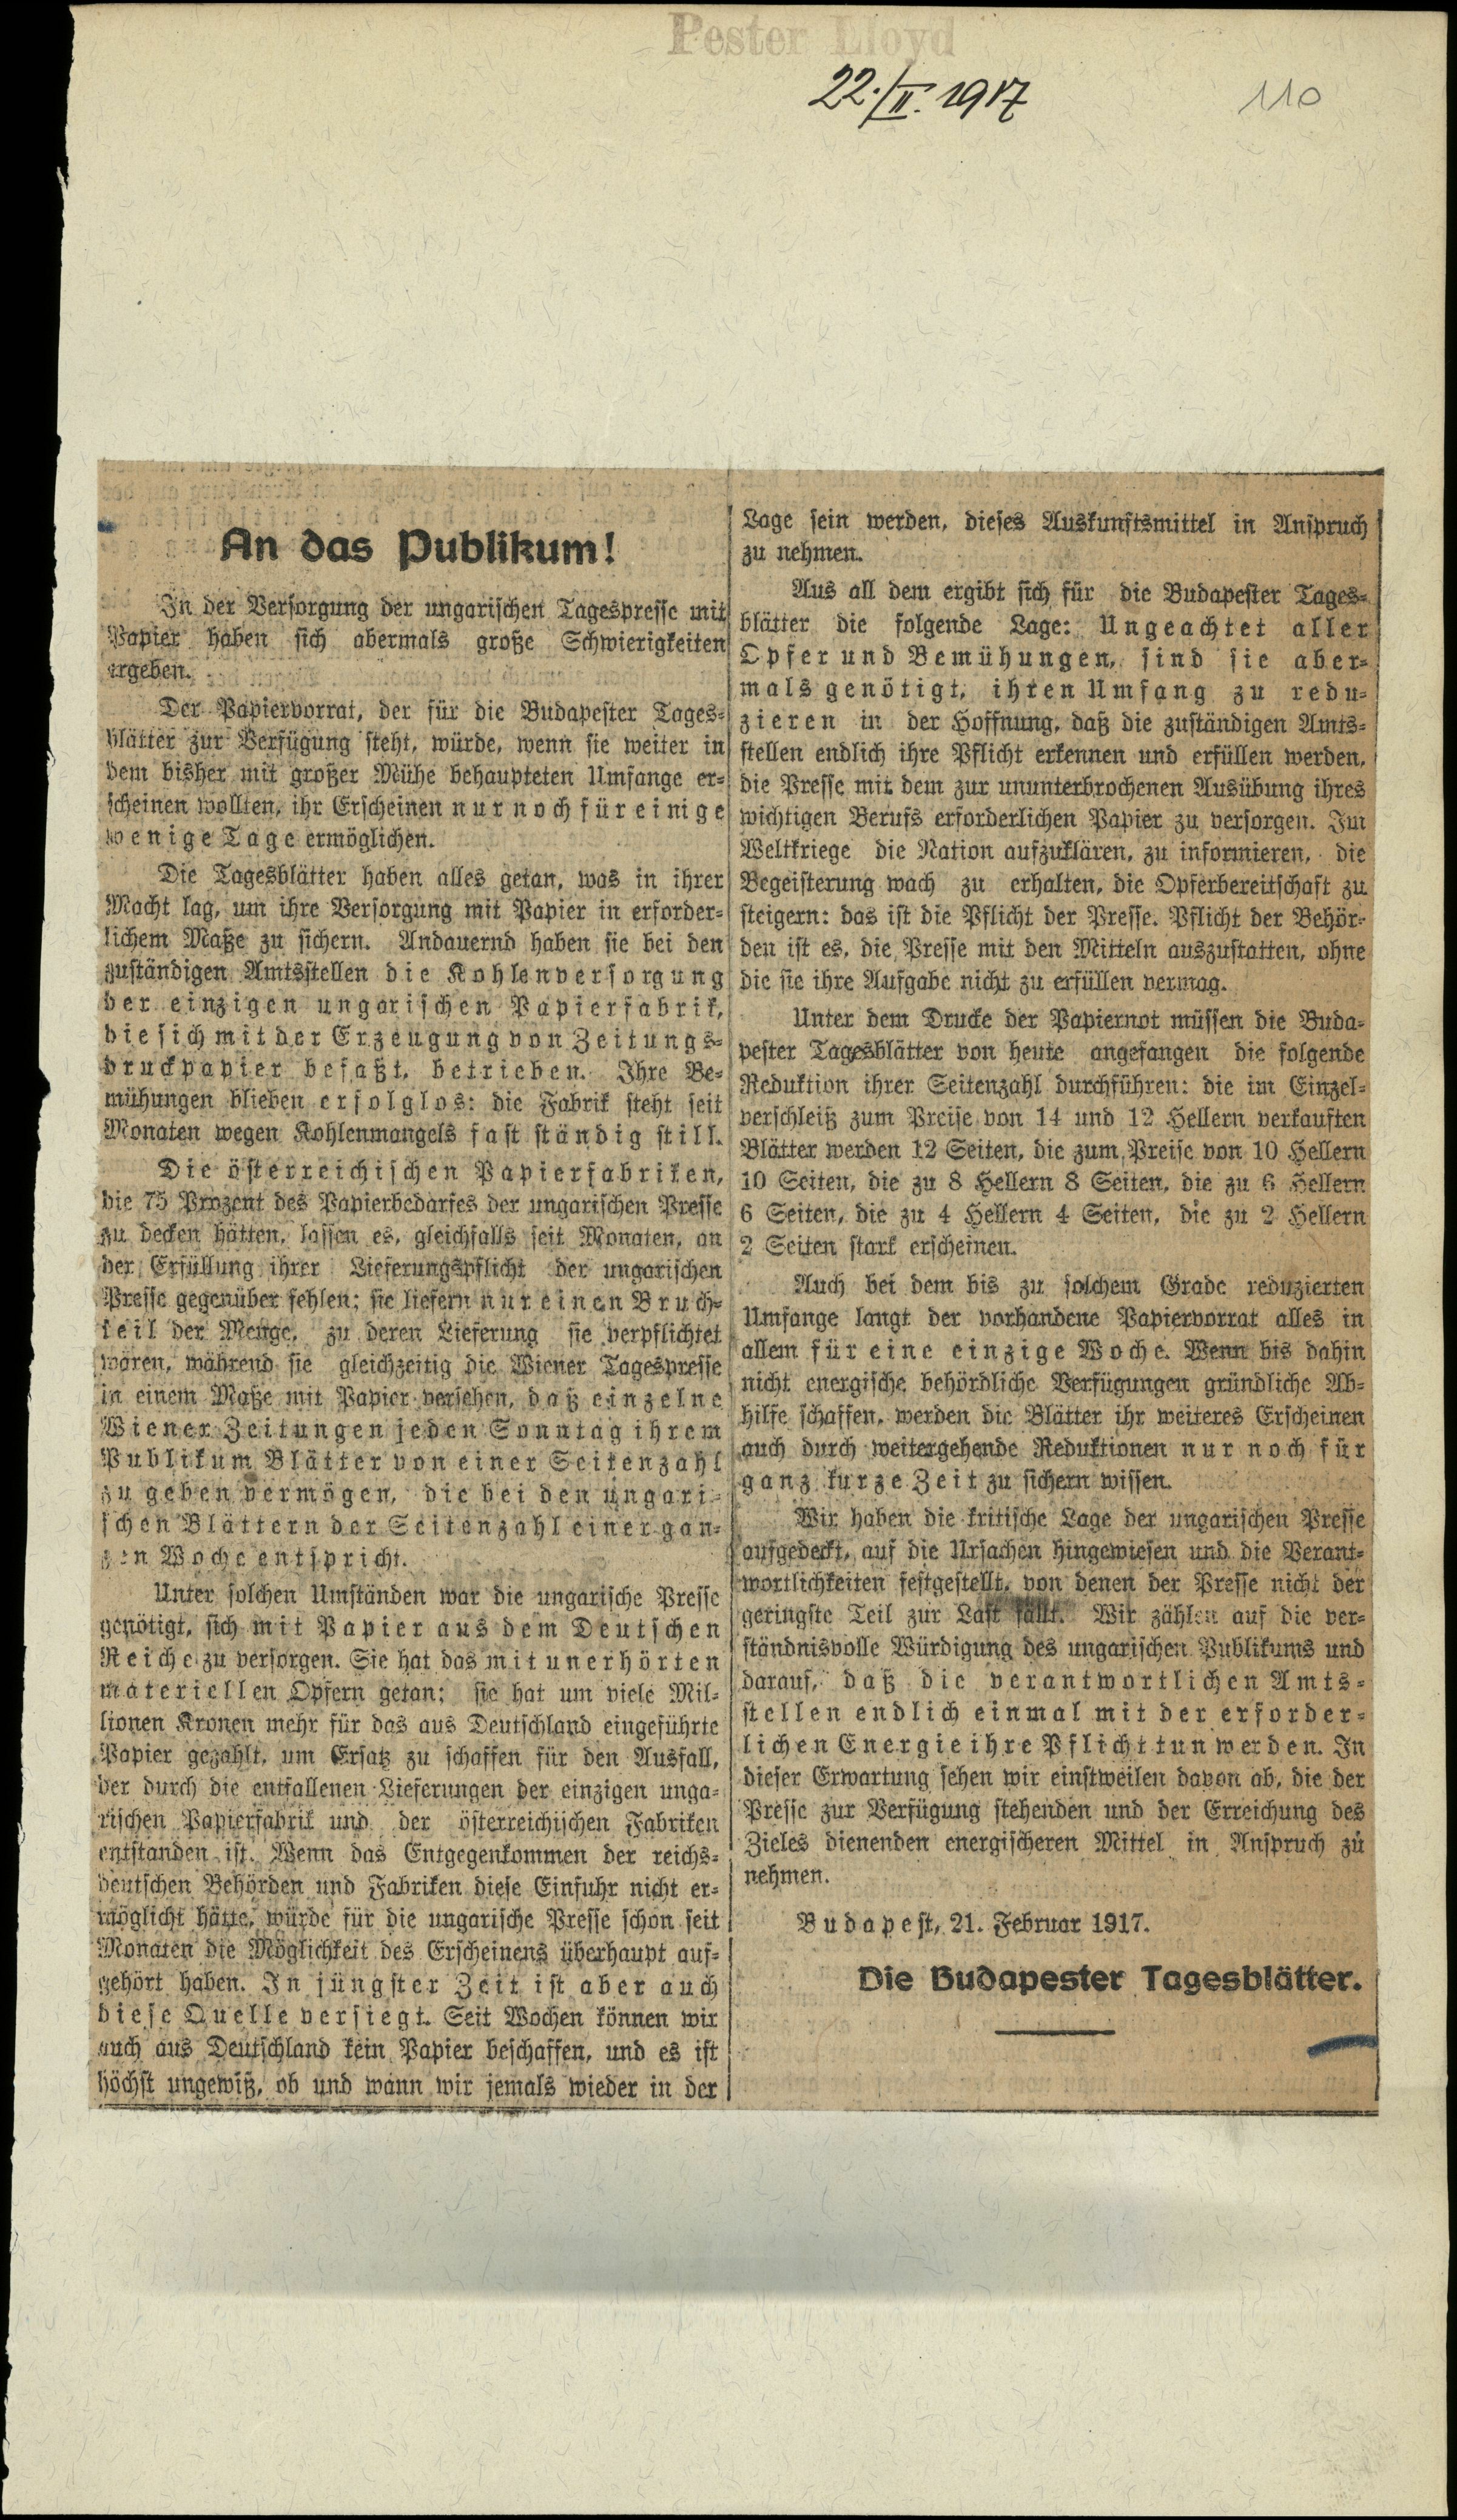 Pester Lloyd
22./II. 1917
110
An das Publikum!
In der Versorgung der ungarischen Tagespresse mit
Papier haben sich abermals große Schwierigkeiten
ergeben.
Der Papiervorrat, der für die Budapester Tages-
blätter zur Verfügung steht, würde, wenn sie weiter in
dem bisher mit großer Mühe behaupteten Umfange er-
scheinen wollten, ihr Erscheinen nur noch für einige
wenige Tage ermöglichen.
Die Tagesblätter haben alles getan, was in ihrer
Macht lag, um ihre Versorgung mit Papier in erforder-
lichem Maße zu sichern. Andauernd haben sie bei den
zuständigen Amtsstellen die Kohlenversorgung
der einzigen ungarischen Papierfabrik,
die sich mit der Erzeugung von Zeitungs-
druckpapier befaßt, betrieben. Ihre Be-
mühungen blieben erfolglos: die Fabrik steht seit
Monaten wegen Kohlenmangels fast ständig still.
Die österreichischen Papierfabriken,
die 75 Prozent des Papierbedarfes der ungarischen Presse
zu decken hätten, lassen es, gleichfalls seit Monaten, an
der Erfüllung ihrer Lieferungspflicht der ungarischen
Presse gegenüber fehlen; sie liefern nur einen Bruch-
teil der Menge, zu deren Lieferung sie verpflichtet
wären, während sie gleichzeitig die Wiener Tagespresse
in einem Maße mit Papier versehen, daß einzelne
Wiener Zeitungen jeden Sonntag ihrem
Publikum Blätter von einer Seitenzahl
zu geben vermögen, die bei den ungari-
schen Blättern der Seitenzahl einer gan-
zen Woche entspricht.
Unter solchen Umständen war die ungarische Presse
genötigt, sich mit Papier aus dem Deutschen
Reiche zu versorgen. Sie hat das mit unerhörten
materiellen Opfern getan; sie hat um viele Mil-
lionen Kronen mehr für das aus Deutschland eingeführte
Papier gezahlt, um Ersatz zu schaffen für den Ausfall,
der durch die entfallenen Lieferungen der einzigen unga-
rischen Papierfabrik und der österreichischen Fabriken
entstanden ist. Wenn das Entgegenkommen der reichs-
deutschen Behörden und Fabriken diese Einfuhr nicht er-
möglicht hätte, würde für die ungarische Presse schon seit
Monaten die Möglichkeit des Erscheinens überhaupt auf-
gehört haben. In jüngster Zeit ist aber auch
diese Quelle versiegt. Seit Wochen können wir
auch aus Deutschland kein Papier beschaffen, und es ist
höchst ungewiß, ob und wann wir jemals wieder in der
Lage sein werden, dieses Auskunftsmittel in Anspruch
zu nehmen.
Aus all dem ergibt sich für die Budapester Tages-
blätter die folgende Lage: Ungeachtet aller
Opfer und Bemühungen, sind sie aber-
mals genötigt, ihren Umfang zu redu-
zieren in der Hoffnung, daß die zuständigen Amts-
stellen endlich ihre Pflicht erkennen und erfüllen werden,
die Presse mit dem zur ununterbrochenen Ausübung ihres
wichtigen Berufs erforderlichen Papier zu versorgen. Im
Weltkriege die Nation aufzuklären, zu informieren, die
Begeisterung wach zu erhalten, die Opferbereitschaft zu
steigern: das ist die Pflicht der Presse. Pflicht der Behör-
den ist es, die Presse mit den Mitteln auszustatten, ohne
die sie ihre Aufgabe nicht zu erfüllen vermag.
Unter dem Drucke der Papiernot müssen die Buda-
pester Tagesblätter von heute angefangen die folgende
Reduktion ihrer Seitenzahl durchführen: die im Einzel-
verschleiß zum Preise von 14 und 12 Hellern verkauften
Blätter werden 12 Seiten, die zum Preise von 10 Hellern
10 Seiten, die zu 8 Hellern 8 Seiten, die zu 6 Hellern
6 Seiten, die zu 4 Hellern 4 Seiten, die zu 2 Hellern
2 Seiten stark erscheinen.
Auch bei dem bis zu solchem Grade reduzierten
Umfange langt der vorhandene Papiervorrat alles in
allem für eine einzige Woche. Wenn bis dahin
nicht energische behördliche Verfügungen gründliche Ab-
hilfe schaffen, werden die Blätter ihr weiteres Erscheinen
auch durch weitergehende Reduktionen nur noch für
ganz kurze Zeit zu sichern wissen.
Wir haben die kritische Lage der ungarischen Presse
aufgedeckt, auf die Ursachen hingewiesen und die Verant-
wortlichkeiten festgestellt, von denen der Presse nicht der
geringste Teil zur Last fällt. Wir zählen auf die ver-
ständnisvolle Würdigung des ungarischen Publikums und
darauf, daß die verantwortlichen Amts-
stellen endlich einmal mit der erforder-
lichen Energie ihre Pflicht tun werden. In
dieser Erwartung sehen wir einstweilen davon ab, die der
Presse zur Verfügung stehenden und der Erreichung des
Zieles dienenden energischeren Mittel in Anspruch zu
nehmen.
Budapest, 21. Februar 1917.
Die Budapester Tagesblätter.